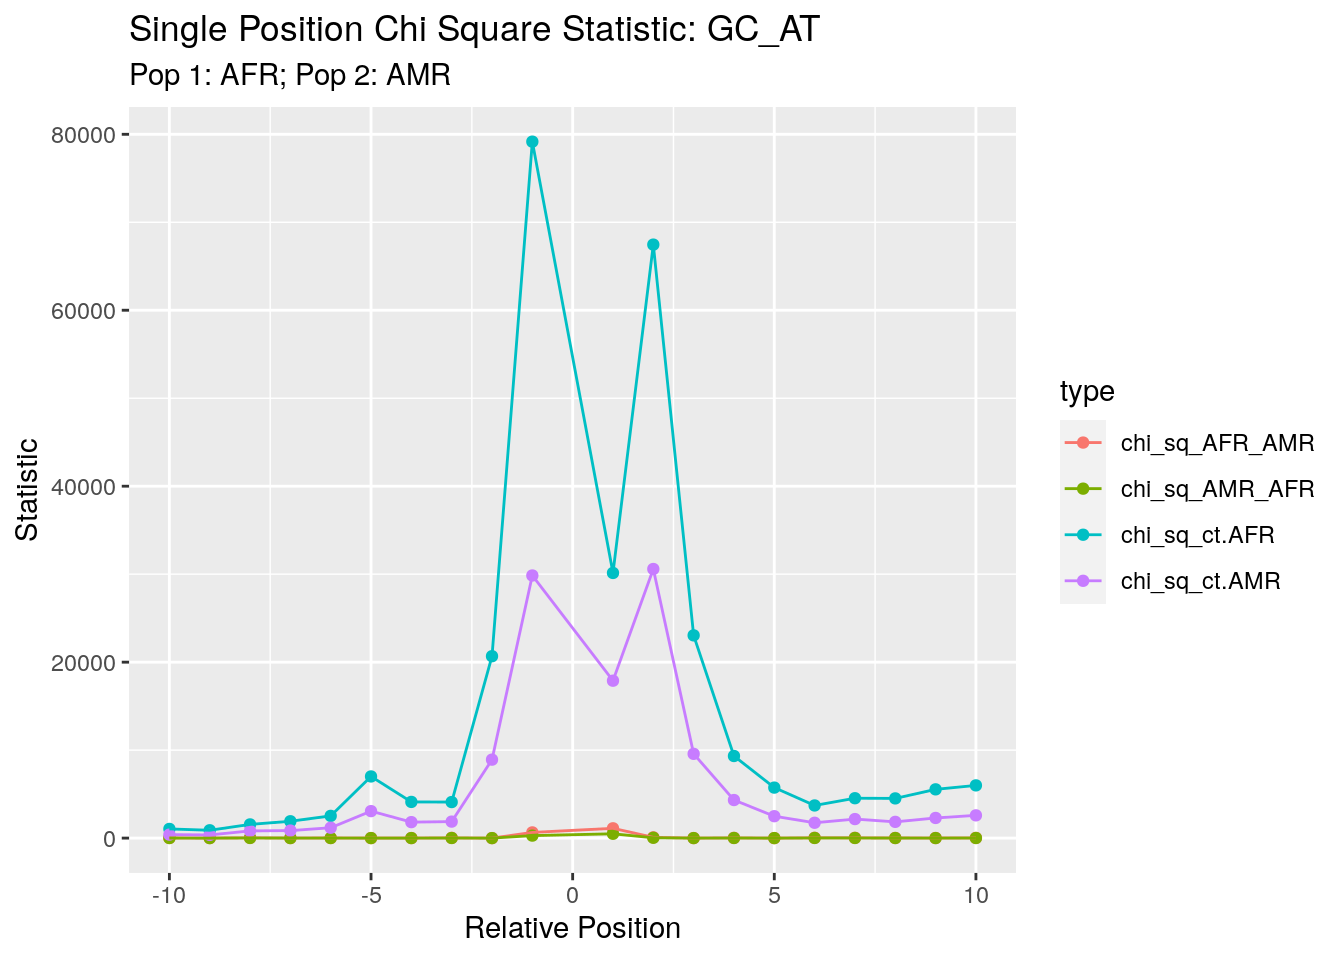 Single Position Chi Square Statistic: GC_AT
Pop 1: AFR; Pop 2: AMR
80000
60000
40000
20000
0
Statistic
-10
-5
0
5
10
Relative Position
type
chi_sq_AFR_AMR
chi_sq_AMR_AFR
chi_sq_ct.AFR
chi_sq_ct.AMR